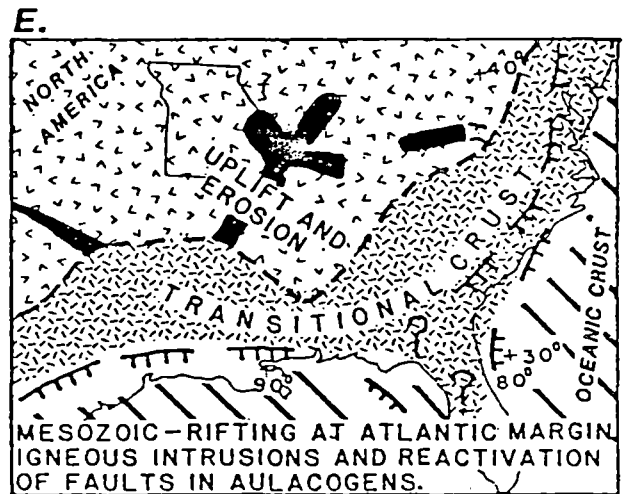 E.
NORTH
AMERICA
+40°
UPLIFT AND
EROSION
TRANSITIONAL CRUST
OCEANIC CRUST
+30°
80°
90°
MESOZOIC-RIFTING AT ATLANTIC MARGIN
IGNEOUS INTRUSIONS AND REACTIVATION
OF FAULTS IN AULACOGENS.